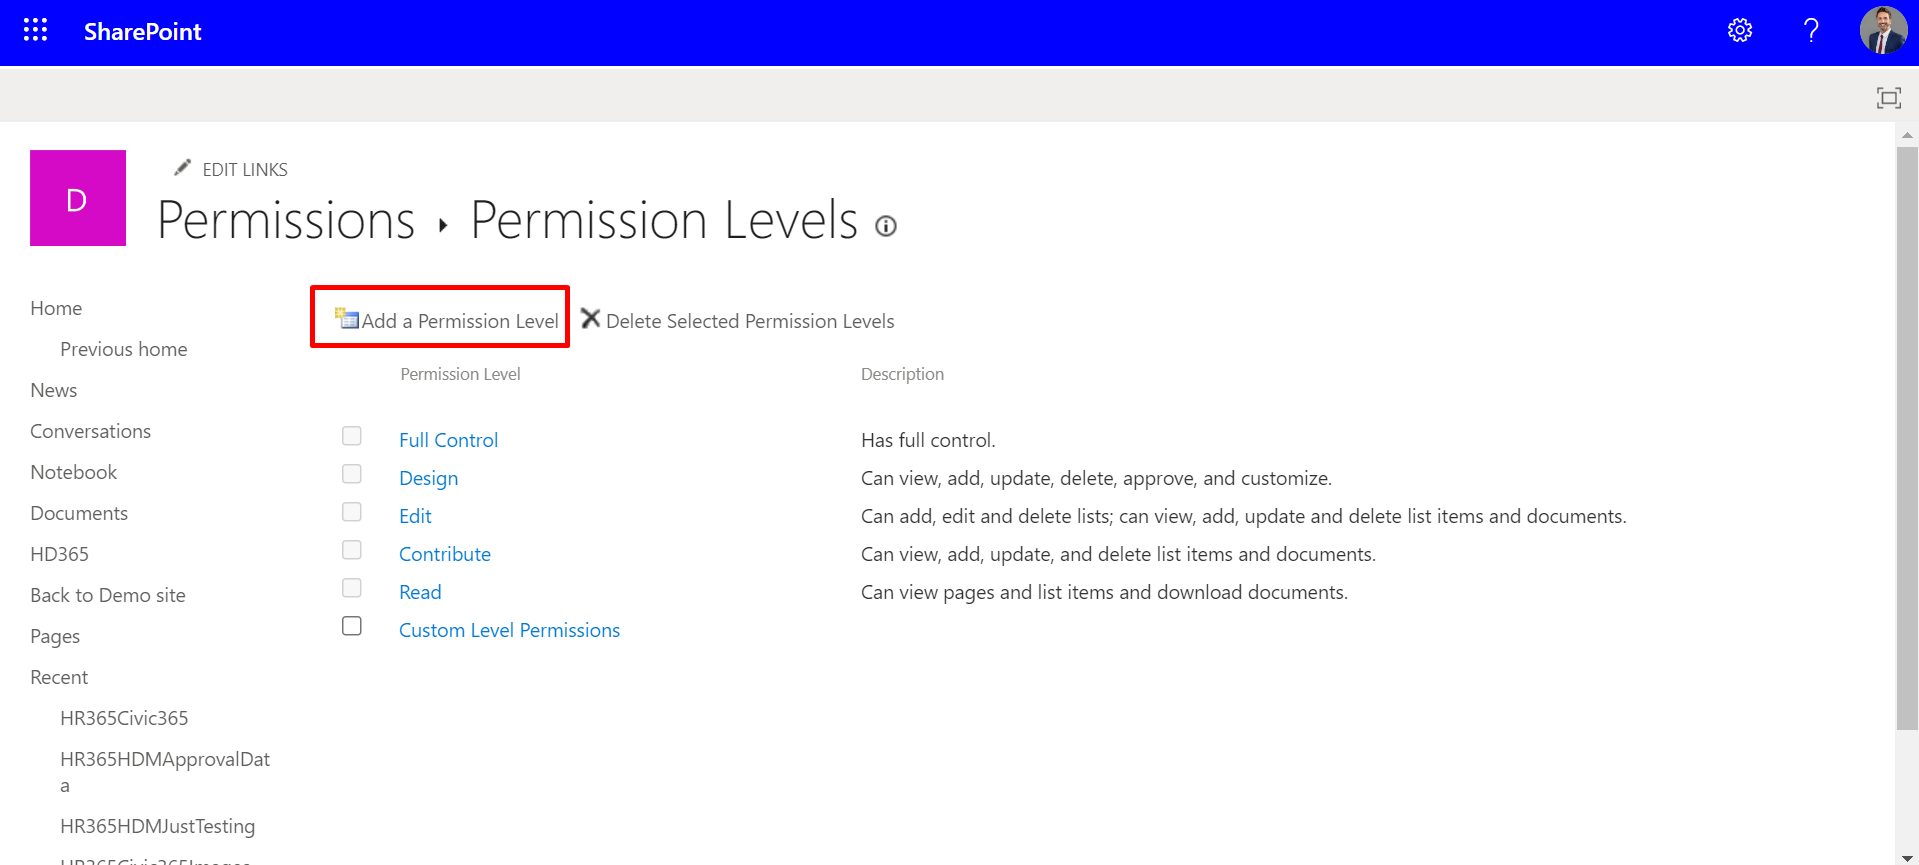 SharePoint
?
D
EDIT LINKS
Permissions ▸ Permission Levels
Home
Previous home
News
Conversations
Notebook
Documents
HD365
Back to Demo site
Pages
Recent
HR365Civic365
HR365HDMApprovalDat
a
HR365HDMJustTesting
HR365Civic365Images
Add a Permission Level Delete Selected Permission Levels
Permission Level Description
Full Control Has full control.
Design Can view, add, update, delete, approve, and customize.
Edit Can add, edit and delete lists; can view, add, update and delete list items and documents.
Contribute Can view, add, update, and delete list items and documents.
Read Can view pages and list items and download documents.
Custom Level Permissions